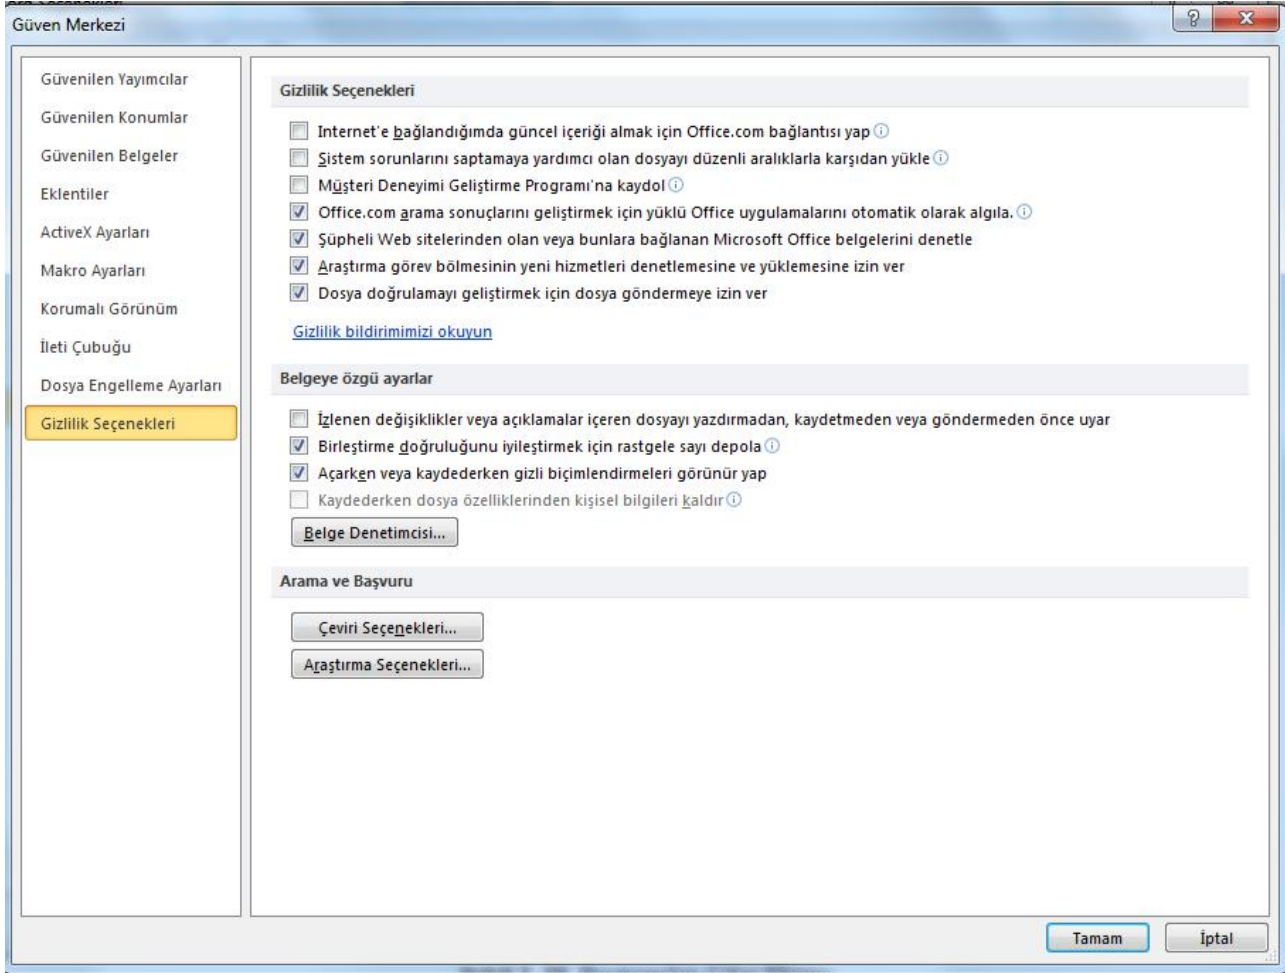 Güven Merkezi
Güvenilen Yayımcılar
Güvenilen Konumlar
Güvenilen Belgeler
Eklentiler
ActiveX Ayarları
Makro Ayarları
Korumalı Görünüm
İleti Çubuğu
Dosya Engelleme Ayarları
Gizlilik Seçenekleri
Gizlilik Seçenekleri
Internet'e bağlandığımda güncel içeriği almak için Office.com bağlantısı yap
Sistem sorunlarını saptamaya yardımcı olan dosyayı düzenli aralıklarla karşıdan yükle
Müşteri Deneyimi Geliştirme Programı'na kaydol
Office.com arama sonuçlarını geliştirmek için yüklü Office uygulamalarını otomatik olarak algıla.
Şüpheli Web sitelerinden olan veya bunlara bağlanan Microsoft Office belgelerini denetle
Araştırma görev bölmesinin yeni hizmetleri denetlemesine ve yüklemesine izin ver
Dosya doğrulamayı geliştirmek için dosya göndermeye izin ver
Gizlilik bildirimimizi okuyun
Belgeye özgü ayarlar
İzlenen değişiklikler veya açıklamalar içeren dosyayı yazdırmadan, kaydetmeden veya göndermeden önce uyar
Birleştirme doğruluğunu iyileştirmek için rastgele sayı depola
Açarken veya kaydederken gizli biçimlendirmeleri görünür yap
Kaydederken dosya özelliklerinden kişisel bilgileri kaldır
Belge Denetimcisi...
Arama ve Başvuru
Çeviri Seçenekleri...
Araştırma Seçenekleri...
Tamam
İptal